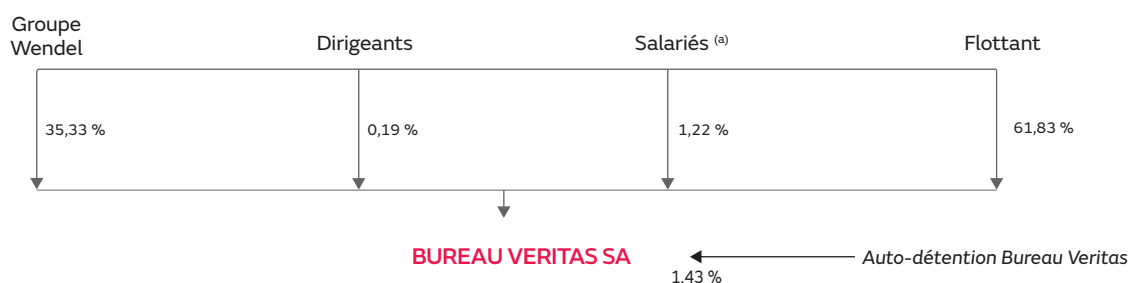 Groupe
Wendel
Dirigeants
Salariés (a)
Flottant
35,33 %
0,19 %
1,22 %
61,83 %
BUREAU VERITAS SA
Auto-détention Bureau Veritas
1.43 %